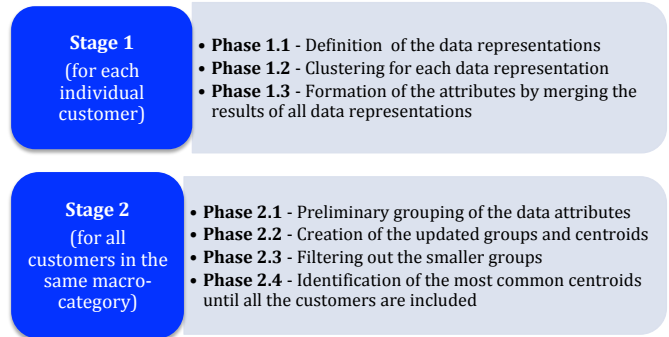 Stage 1
(for each
individual
customer)
• Phase 1.1 - Definition of the data representations
• Phase 1.2 - Clustering for each data representation
• Phase 1.3 - Formation of the attributes by merging the
results of all data representations
Stage 2
(for all
customers in the
same macro-
category)
• Phase 2.1 - Preliminary grouping of the data attributes
• Phase 2.2 - Creation of the updated groups and centroids
• Phase 2.3 - Filtering out the smaller groups
• Phase 2.4 - Identification of the most common centroids
until all the customers are included